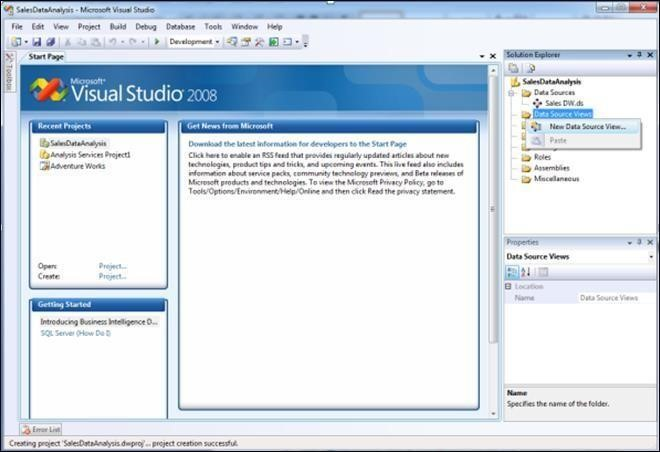 SalesDataAnalysis - Microsoft Visual Studio
File Edit View Project Build Debug Database Tools Window Help
Development
Toolbox
Start Page
Microsoft®
Visual Studio 2008
Recent Projects
SalesDataAnalysis
Analysis Services Project1
Adventure Works
Open: Project...
Create: Project...
Getting Started
Introducing Business Intelligence D...
SQL Server (How Do I)
Get News from Microsoft
Download the latest information for developers to the Start Page
Click here to enable an RSS feed that provides regularly updated articles about new
technologies, product tips and tricks, and upcoming events. This live feed also includes
information about service packs, community technology previews, and Beta releases of
Microsoft products and technologies. To view the Microsoft Privacy Policy, go to
Tools/Options/Environment/Help/Online and then click Read the privacy statement.
Solution Explorer
SalesDataAnalysis
Data Sources
Sales DW.ds
Data Source Views
New Data Source View...
Paste
Roles
Assemblies
Miscellaneous
Properties
Data Source Views
Location
Name Data Source Views
Name
Specifies the name of the folder.
Error List
Creating project 'SalesDataAnalysis.dwproj'... project creation successful.